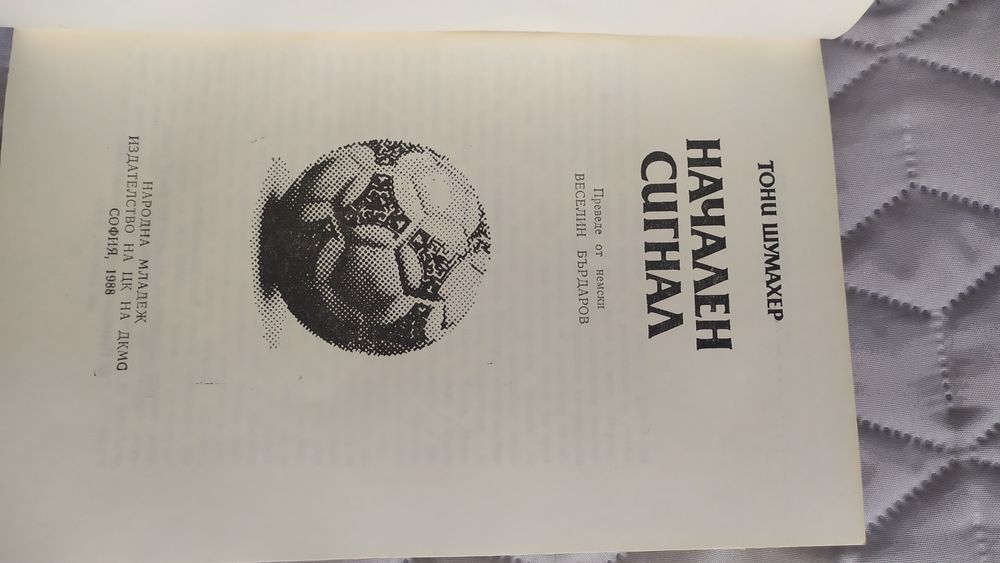 ТОНИ ШУМАХЕР
НАЧАЛЕН
СИГНАЛ
Преведе от немски
ВЕСЕЛИН БЪРДАРОВ
НАРОДНА МЛАДЕЖ
ИЗДАТЕЛСТВО НА ЦК НА ДКМС
СОФИЯ, 1988